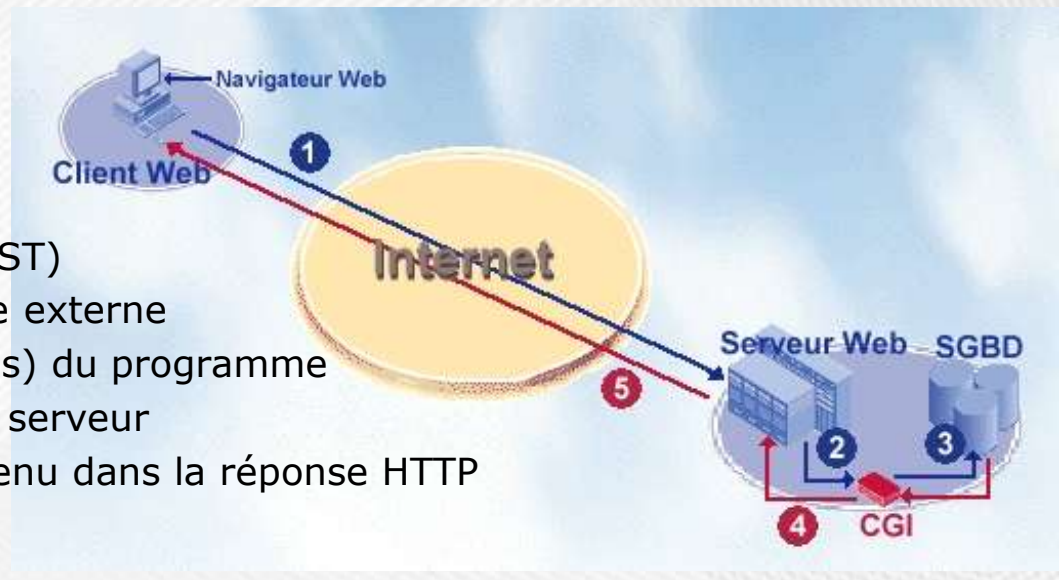 Navigateur Web
1
Client Web
Internet
ST)
e externe
s) du programme
serveur
enu dans la réponse HTTP
Serveur Web SGBD
5
2
3
4
CGI